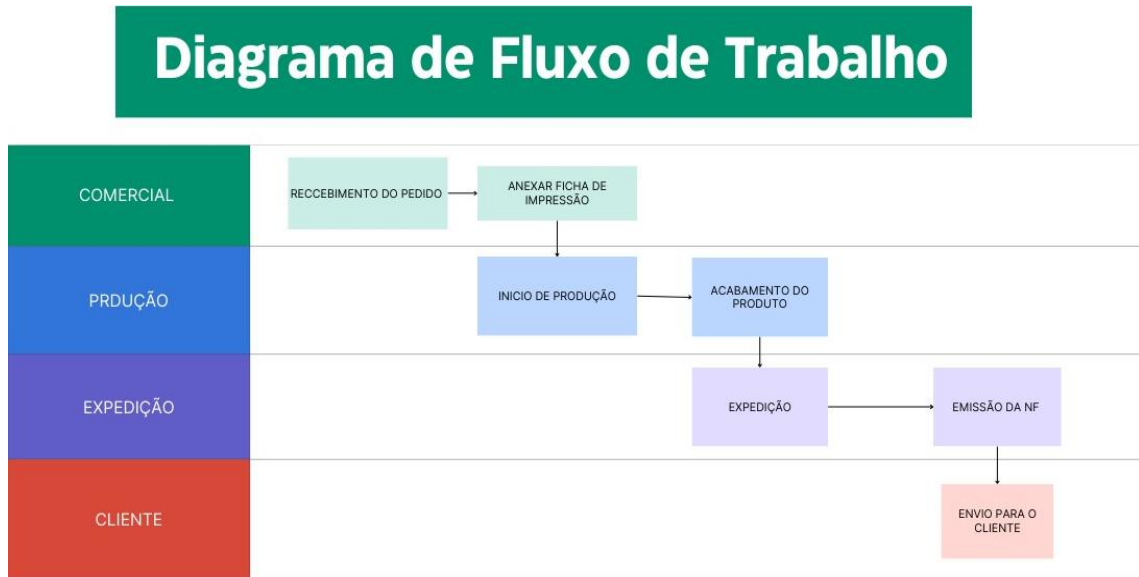 Diagrama de Fluxo de Trabalho
COMERCIAL
RECCEBIMENTO DO PEDIDO
ANEXAR FICHA DE
IMPRESSÃO
PRDUÇÃO
INICIO DE PRODUÇÃO
ACABAMENTO DO
PRODUTO
EXPEDIÇÃO
EXPEDIÇÃO
EMISSÃO DA NF
CLIENTE
ENVIO PARA O
CLIENTE